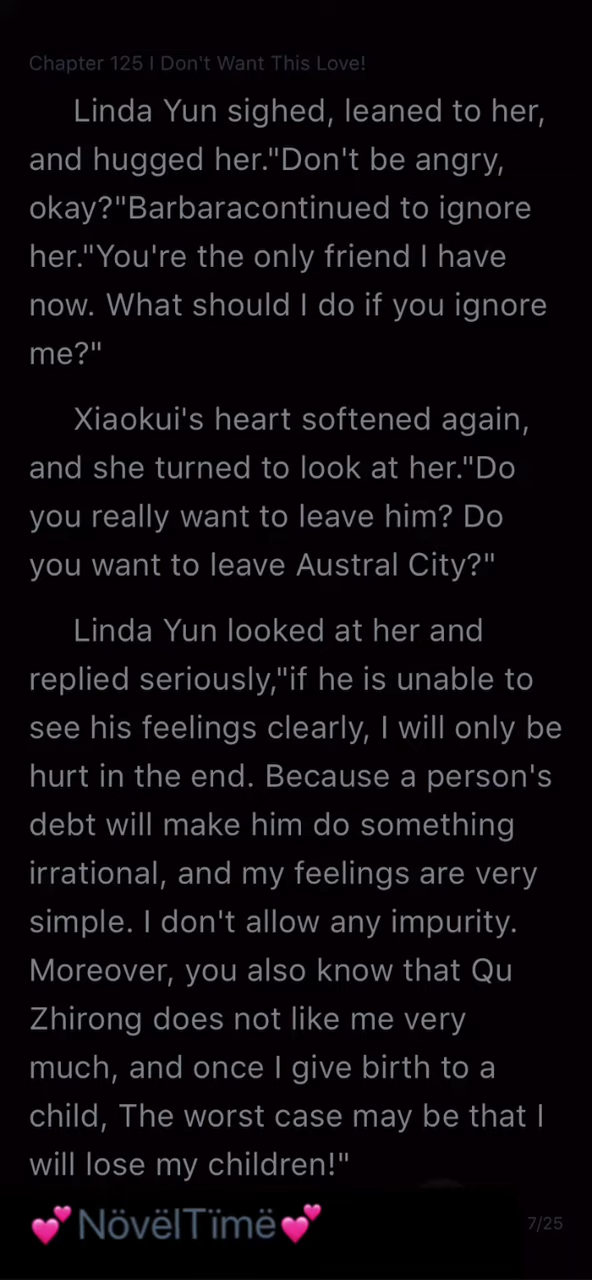 Chapter 125 I Don't Want This Love!
Linda Yun sighed, leaned to her,
and hugged her."Don't be angry,
okay?"Barbaracontinued to ignore
her."You're the only friend I have
now. What should I do if you ignore
me?"
Xiaokui's heart softened again,
and she turned to look at her."Do
you really want to leave him? Do
you want to leave Austral City?"
Linda Yun looked at her and
replied seriously,"if he is unable to
see his feelings clearly, I will only be
hurt in the end. Because a person's
debt will make him do something
irrational, and my feelings are very
simple. I don't allow any impurity.
Moreover, you also know that Qu
Zhirong does not like me very
much, and once I give birth to a
child, The worst case may be that I
will lose my children!"
💕NövëlTïmë💕
7/25